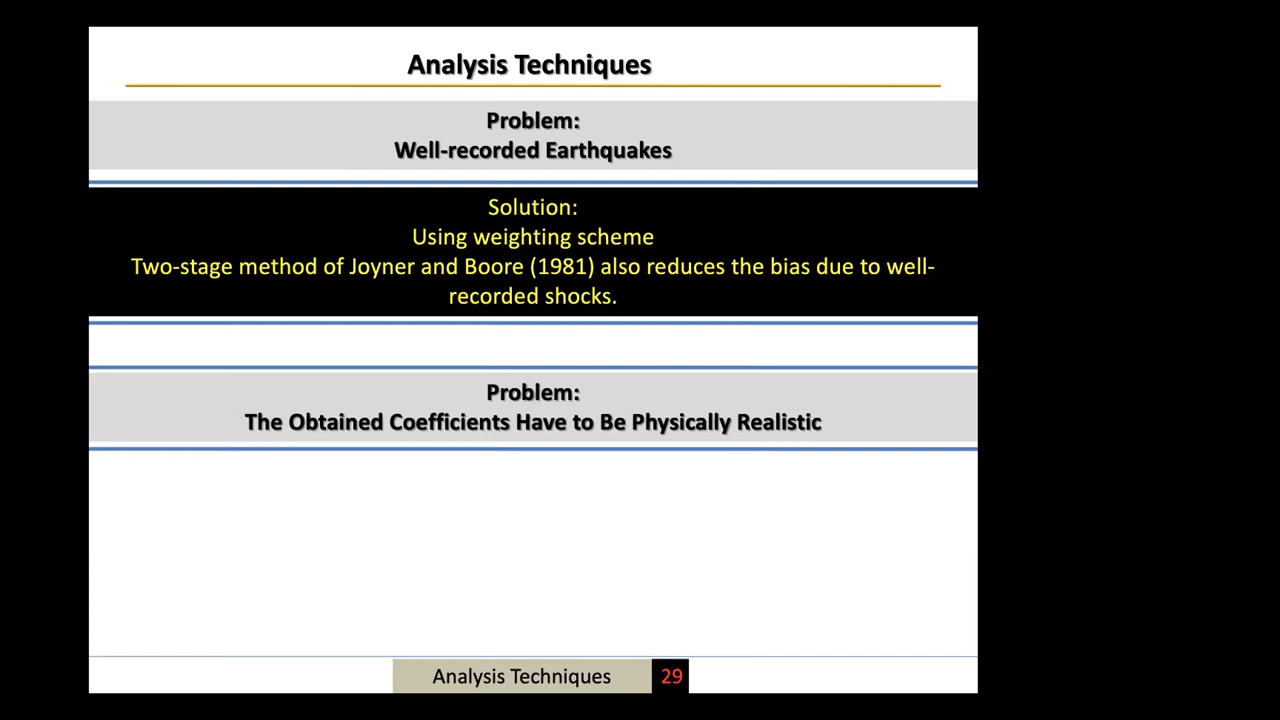 Analysis Techniques
Problem:
Well-recorded Earthquakes
Solution:
Using weighting scheme
Two-stage method of Joyner and Boore (1981) also reduces the bias due to well-
recorded shocks.
Problem:
The Obtained Coefficients Have to Be Physically Realistic
Analysis Techniques 29